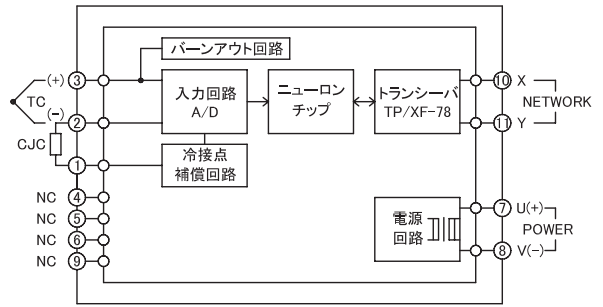 バーンアウト回路
(+) ③
TC
(-) ②
CJC
①
入力回路
A/D
ニューロン
チップ
トランシーバ
TP/XF-78
⑩ X
NETWORK
⑪ Y
冷接点
補償回路
NC ④
NC ⑤
NC ⑥
NC ⑨
電源
回路
⑦ U(+)
POWER
⑧ V(-)